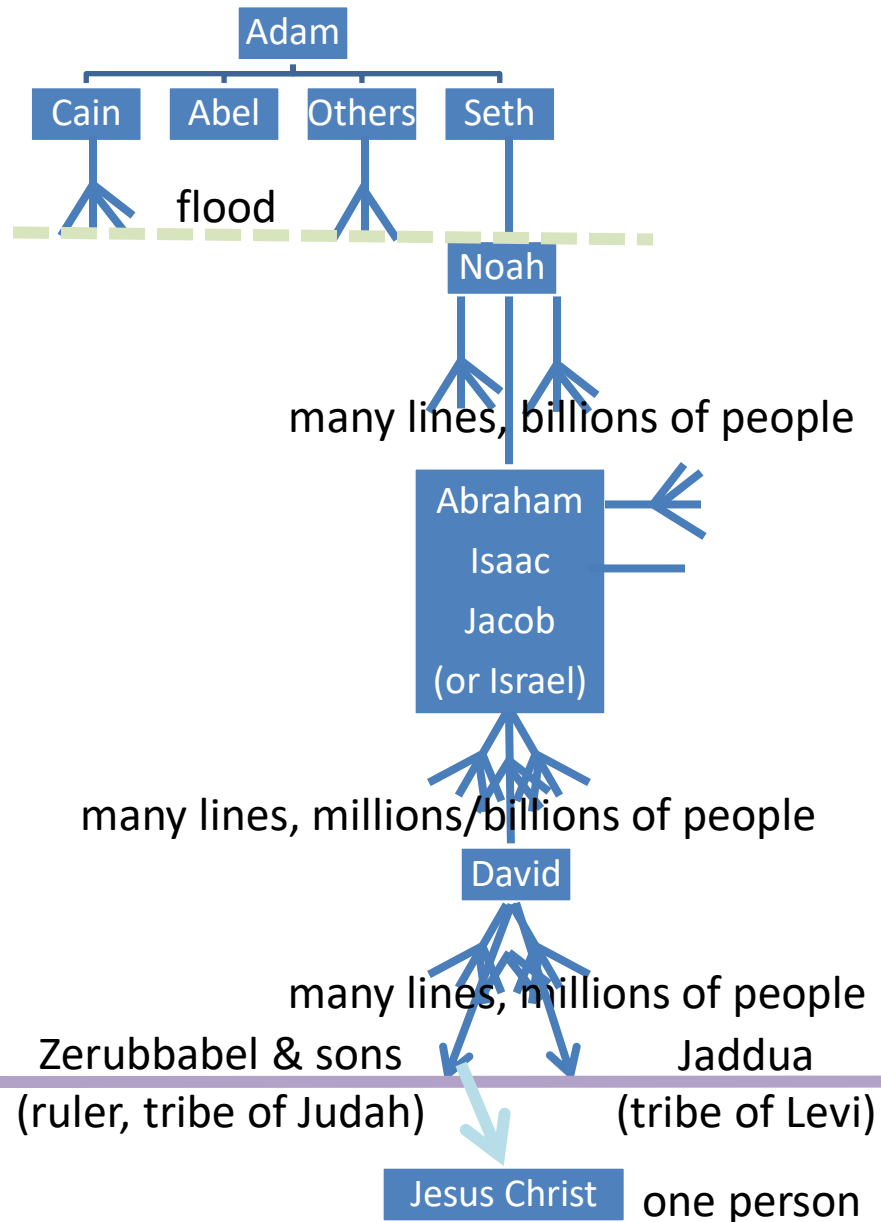 Adam
Cain Abel Others Seth
flood
Noah
many lines, billions of people
Abraham
Isaac
Jacob
(or Israel)
many lines, millions/billions of people
David
many lines, millions of people
Zerubbabel & sons Jaddua
(ruler, tribe of Judah) (tribe of Levi)
Jesus Christ one person